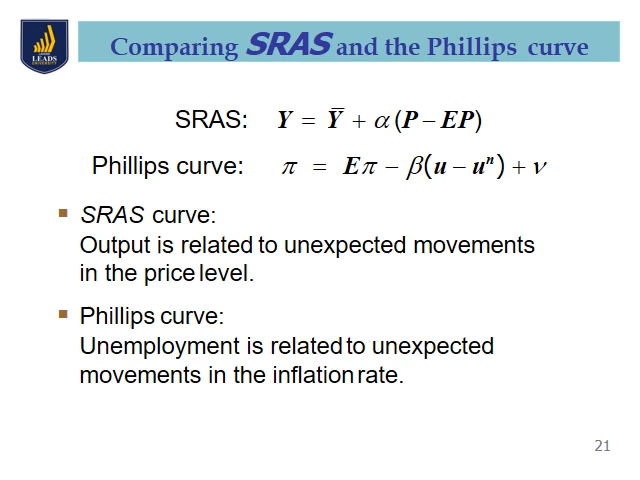 LEADS
UNIVERSITY
Comparing SRAS and the Phillips curve
SRAS: Y = Y̅ + α (P – EP)
Phillips curve: π = Eπ – β(u – uⁿ) + ν
▪ SRAS curve:
Output is related to unexpected movements
in the price level.
▪ Phillips curve:
Unemployment is related to unexpected
movements in the inflation rate.
21